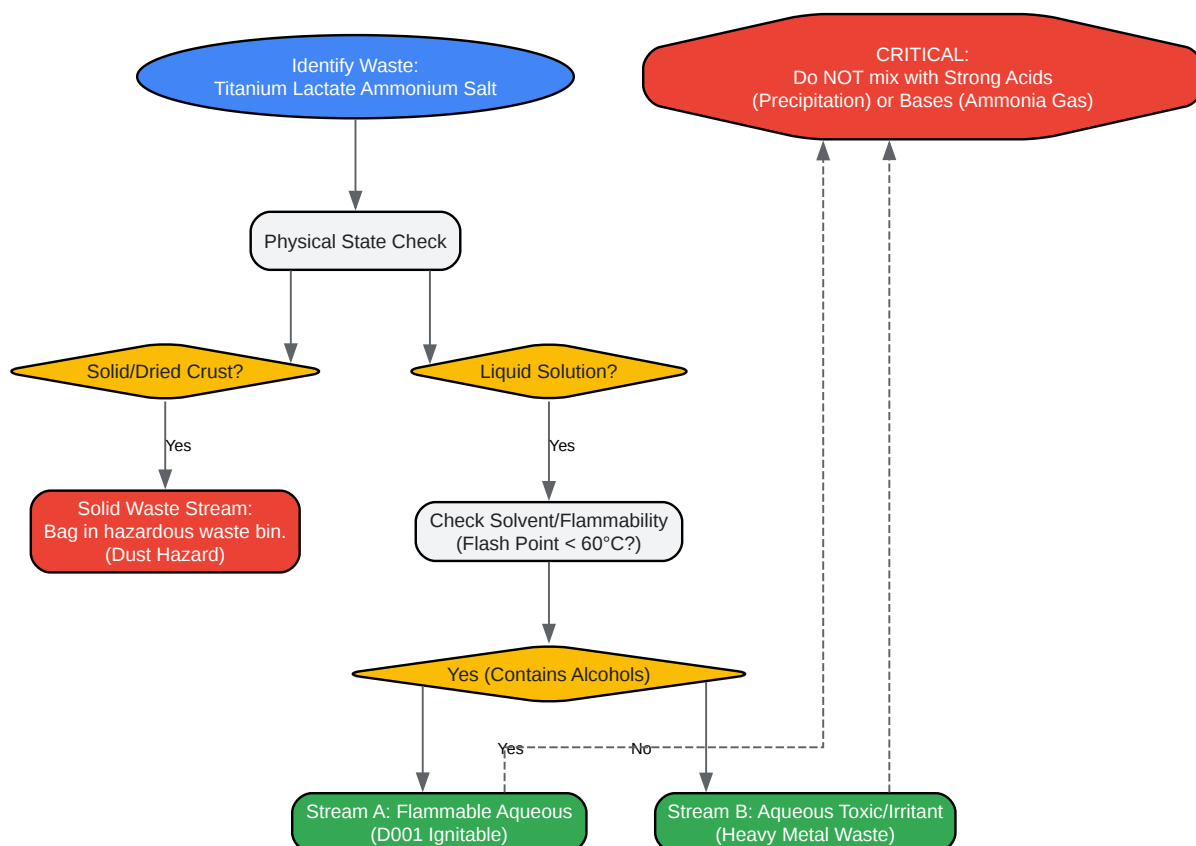 Identify Waste:
Titanium Lactate Ammonium Salt
CRITICAL:
Do NOT mix with Strong Acids
(Precipitation) or Bases (Ammonia Gas)
Physical State Check
Solid/Dried Crust?
Liquid Solution?
Yes
Yes
Solid Waste Stream:
Bag in hazardous waste bin.
(Dust Hazard)
Check Solvent/Flammability
(Flash Point < 60°C?)
Yes (Contains Alcohols)
Yes
No
Stream A: Flammable Aqueous
(D001 Ignitable)
Stream B: Aqueous Toxic/Irritant
(Heavy Metal Waste)